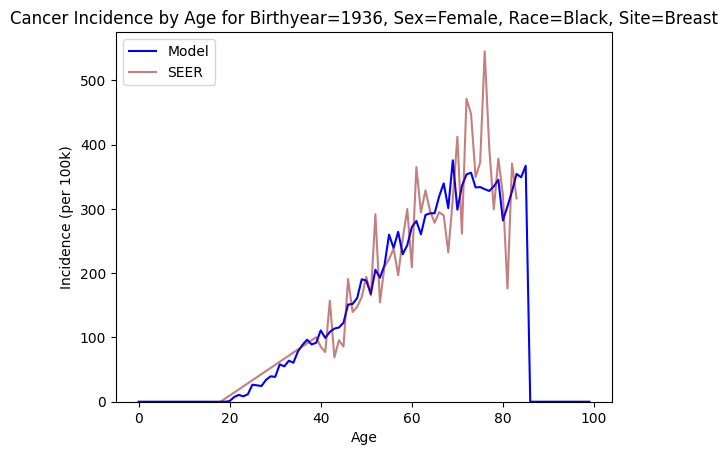 Cancer Incidence by Age for Birthyear=1936, Sex=Female, Race=Black, Site=Breast
Model
SEER
Incidence (per 100k)
500
400
300
200
100
0
0 20 40 60 80 100
Age